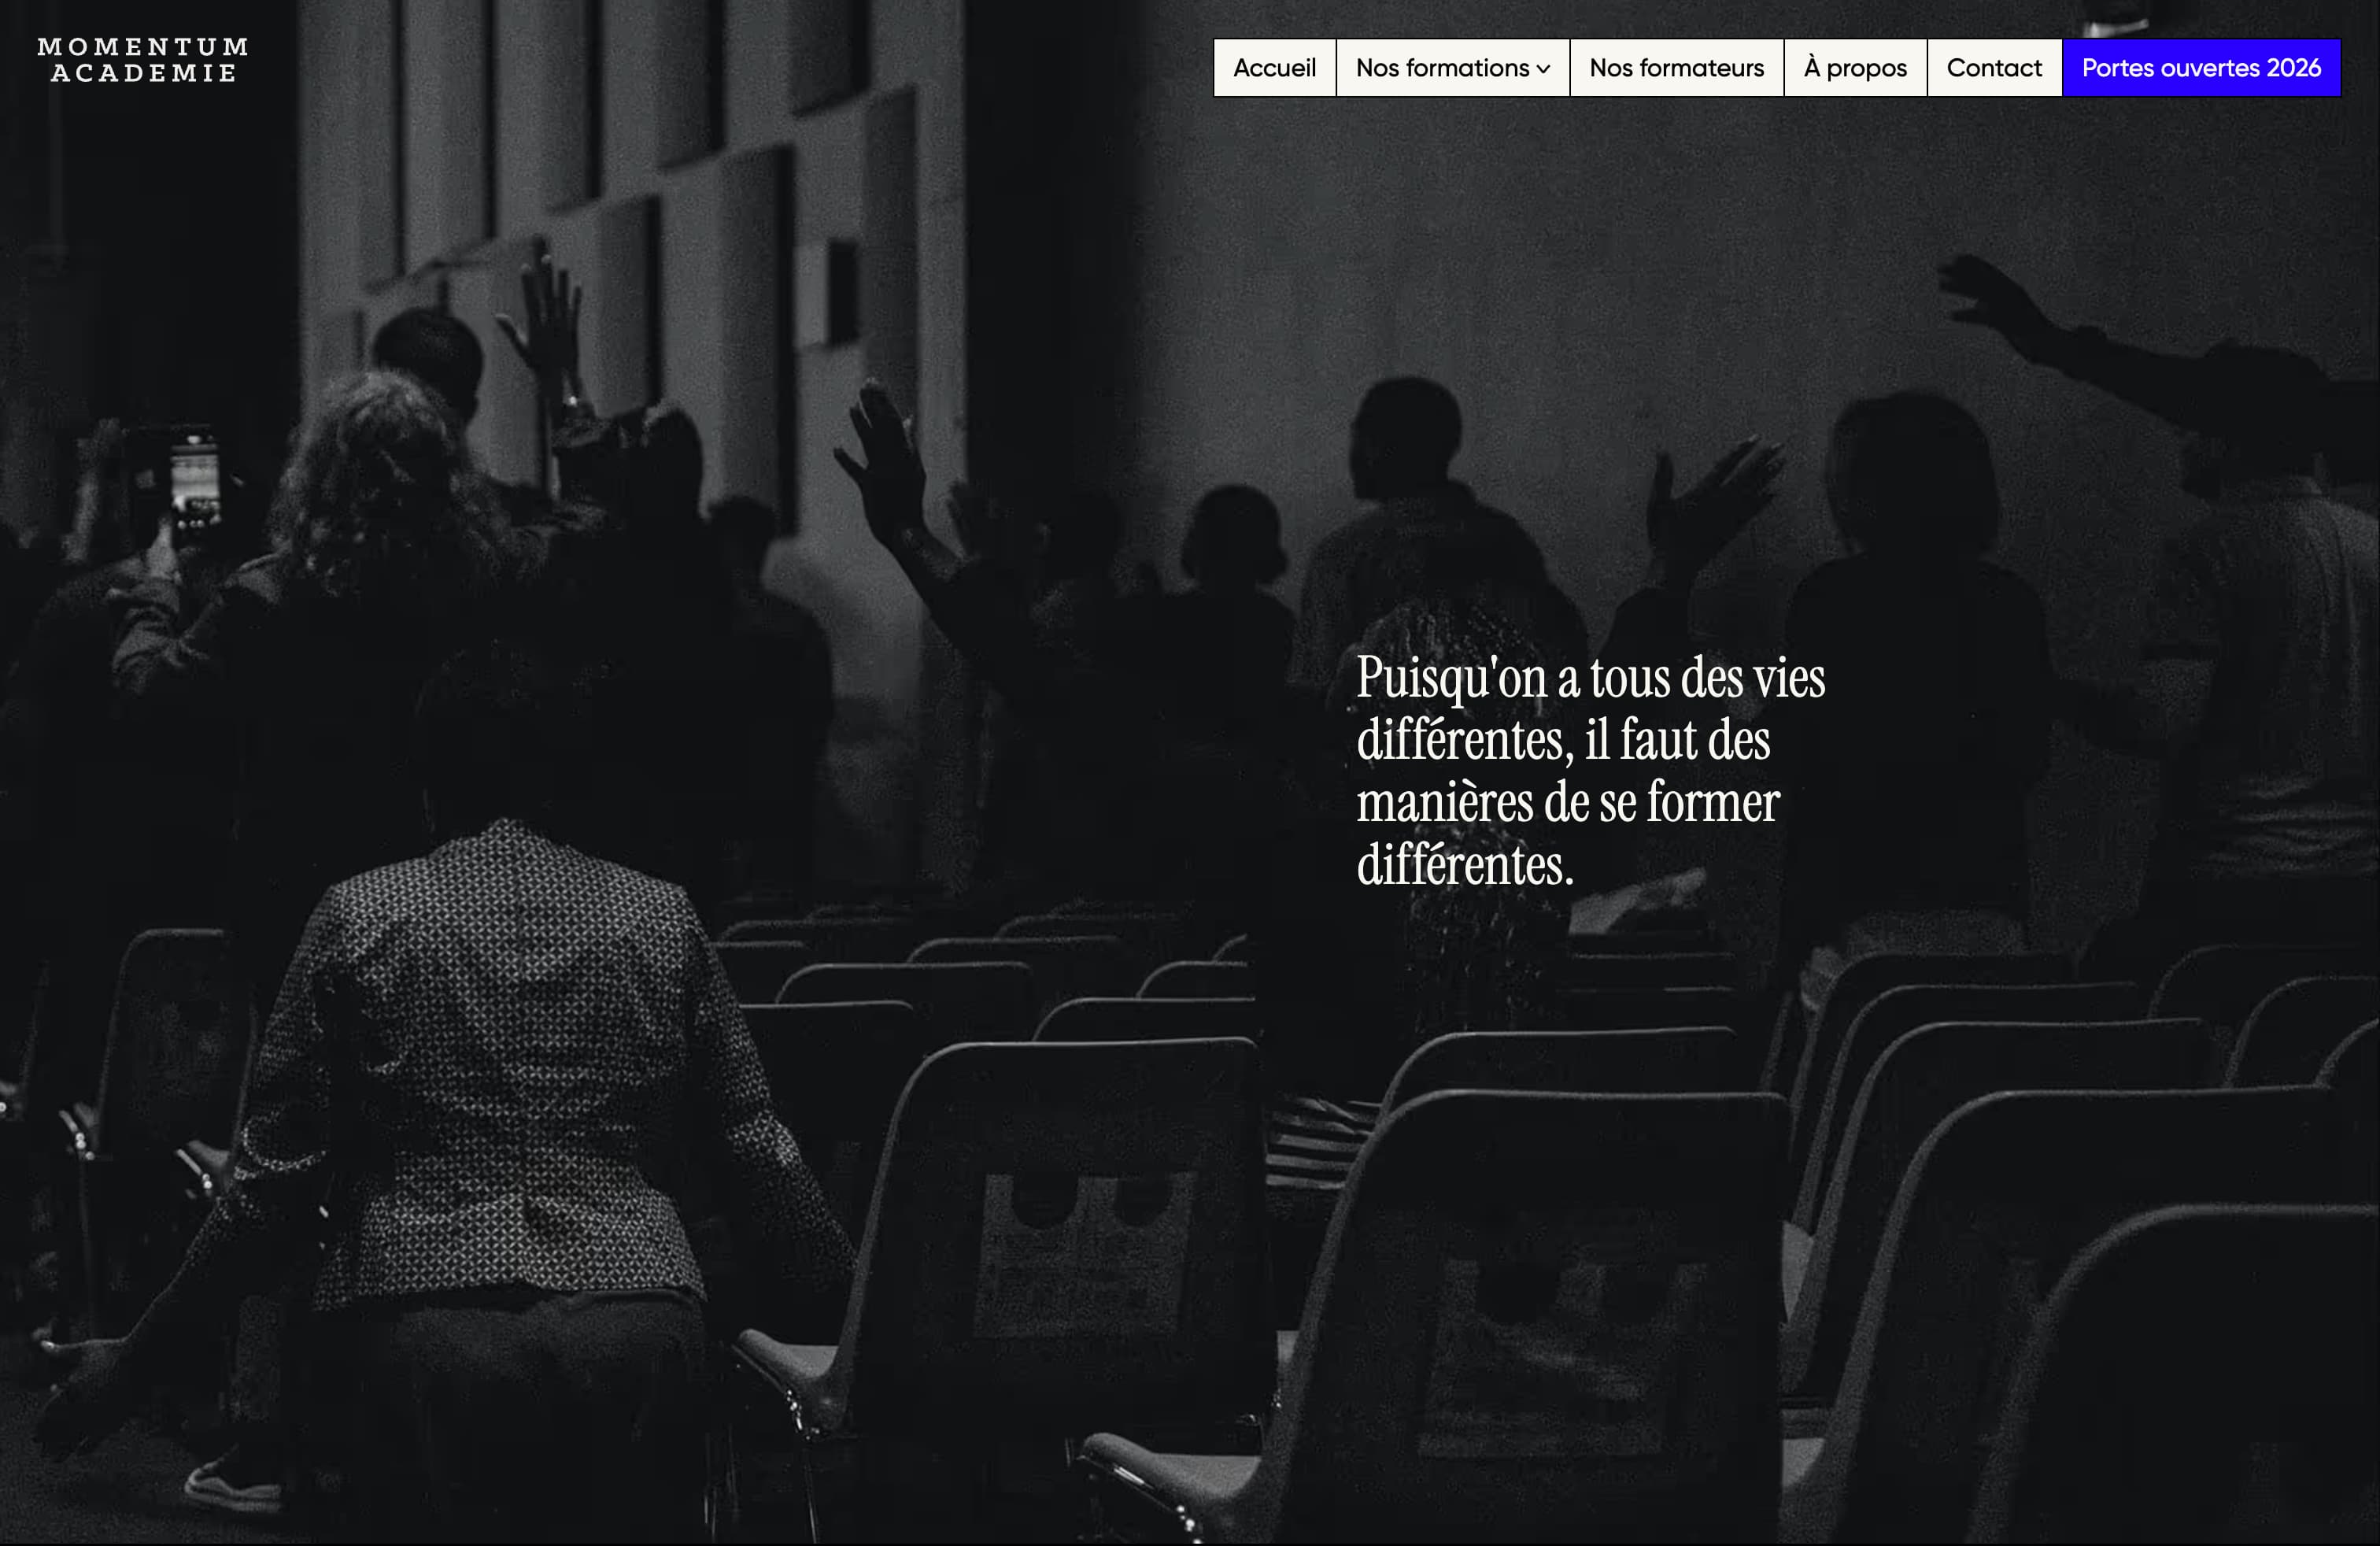 MOMENTUM
ACADEMIE
Accueil
Nos formations
Nos formateurs
À propos
Contact
Portes ouvertes 2026
Puisqu'on a tous des vies
différentes, il faut des
manières de se former
différentes.